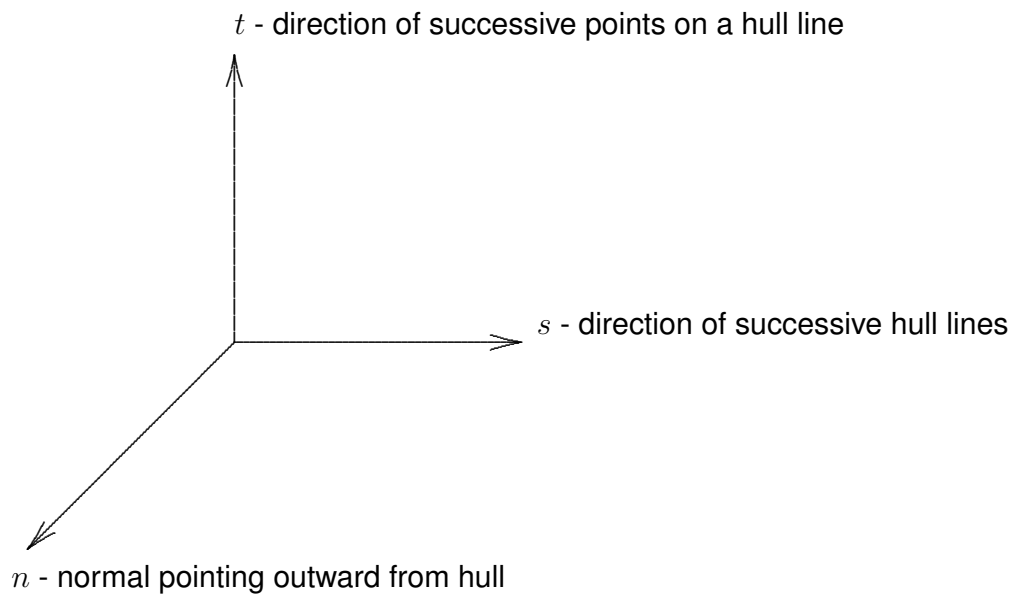 t - direction of successive points on a hull line
s - direction of successive hull lines
n - normal pointing outward from hull